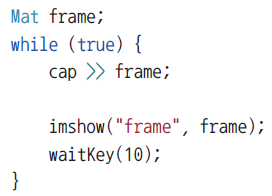 Mat frame;
while (true) {
    cap >> frame;

    imshow("frame", frame);
    waitKey(10);
}